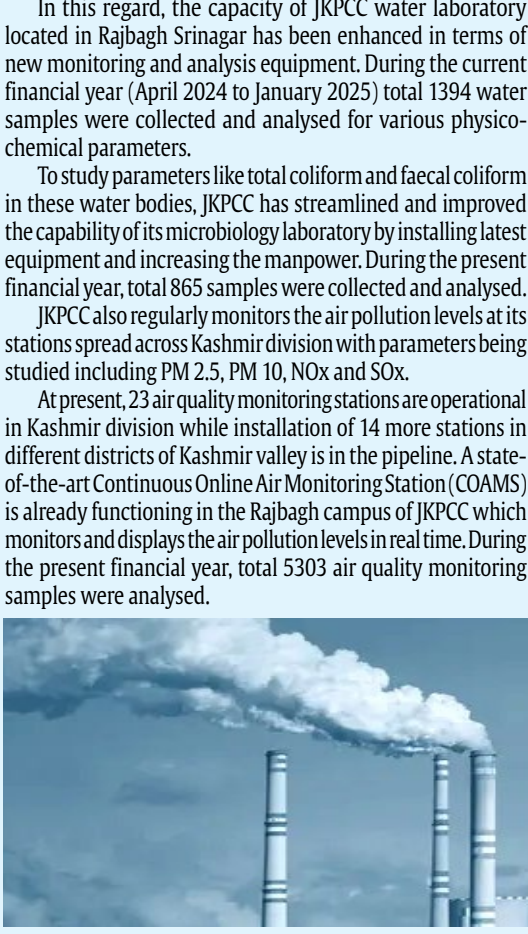 In this regard, the capacity of JKPCC water laboratory
located in Rajbagh Srinagar has been enhanced in terms of
new monitoring and analysis equipment. During the current
financial year (April 2024 to January 2025) total 1394 water
samples were collected and analysed for various physico-
chemical parameters.
To study parameters like total coliform and faecal coliform
in these water bodies, JKPCC has streamlined and improved
the capability of its microbiology laboratory by installing latest
equipment and increasing the manpower. During the present
financial year, total 865 samples were collected and analysed.
JKPCC also regularly monitors the air pollution levels at its
stations spread across Kashmir division with parameters being
studied including PM 2.5, PM 10, NOx and SOx.
At present, 23 air quality monitoring stations are operational
in Kashmir division while installation of 14 more stations in
different districts of Kashmir valley is in the pipeline. A state-
of-the-art Continuous Online Air Monitoring Station (COAMS)
is already functioning in the Rajbagh campus of JKPCC which
monitors and displays the air pollution levels in real time. During
the present financial year, total 5303 air quality monitoring
samples were analysed.